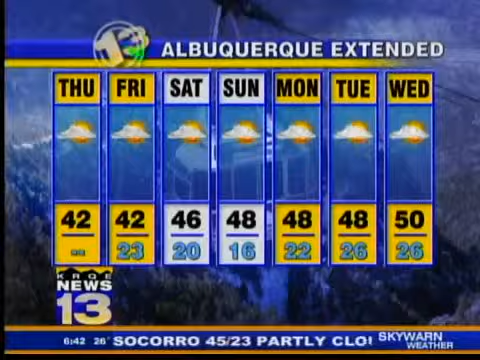 13
ALBUQUERQUE EXTENDED
THU FRI SAT SUN MON TUE WED
42 42 46 48 48 48 50
-- 23 20 16 22 26 26
KRQE
NEWS
13
6:42 26° SOCORRO 45/23 PARTLY CLO
SKYWARN
WEATHER